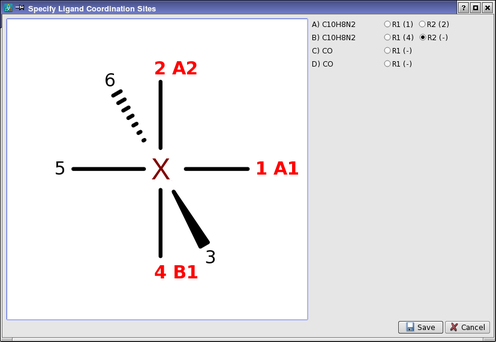 Specify Ligand Coordination Sites
A) C10H8N2 R1 (1) R2 (2)
B) C10H8N2 R1 (4) R2 (-)
C) CO R1 (-)
D) CO R1 (-)
2 A2
6
5 X 1 A1
3
4 B1
Save Cancel